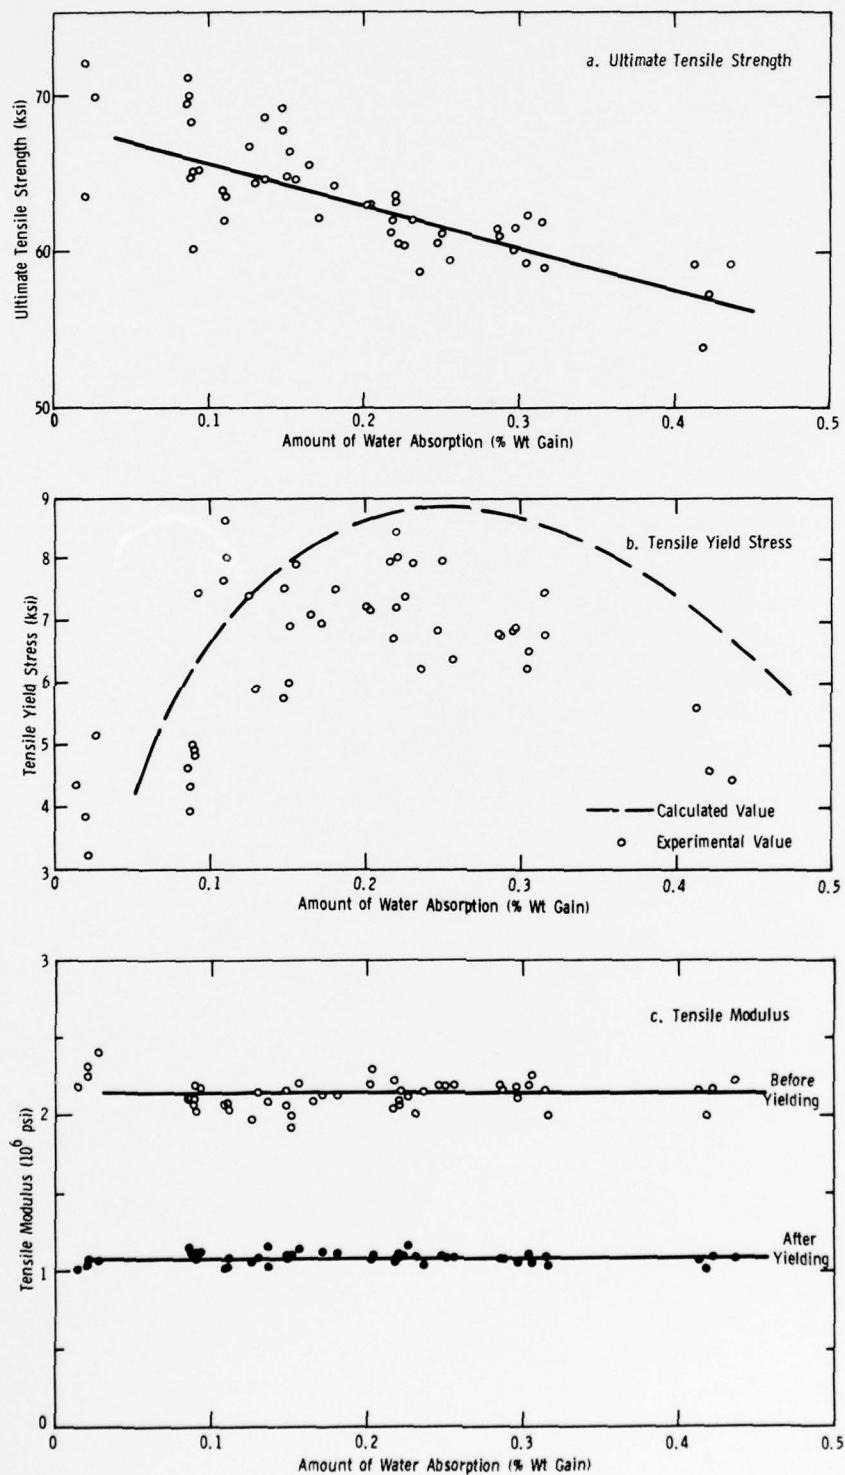 a. Ultimate Tensile Strength
Ultimate Tensile Strength (ksi)
70
60
50
0
0.1
0.2
0.3
0.4
0.5
Amount of Water Absorption (% Wt Gain)
b. Tensile Yield Stress
Tensile Yield Stress (ksi)
9
8
7
6
5
4
3
Calculated Value
Experimental Value
0
0.1
0.2
0.3
0.4
0.5
Amount of Water Absorption (% Wt Gain)
c. Tensile Modulus
Tensile Modulus (10^6 psi)
3
2
1
0
Before
Yielding
After
Yielding
0
0.1
0.2
0.3
0.4
0.5
Amount of Water Absorption (% Wt Gain)